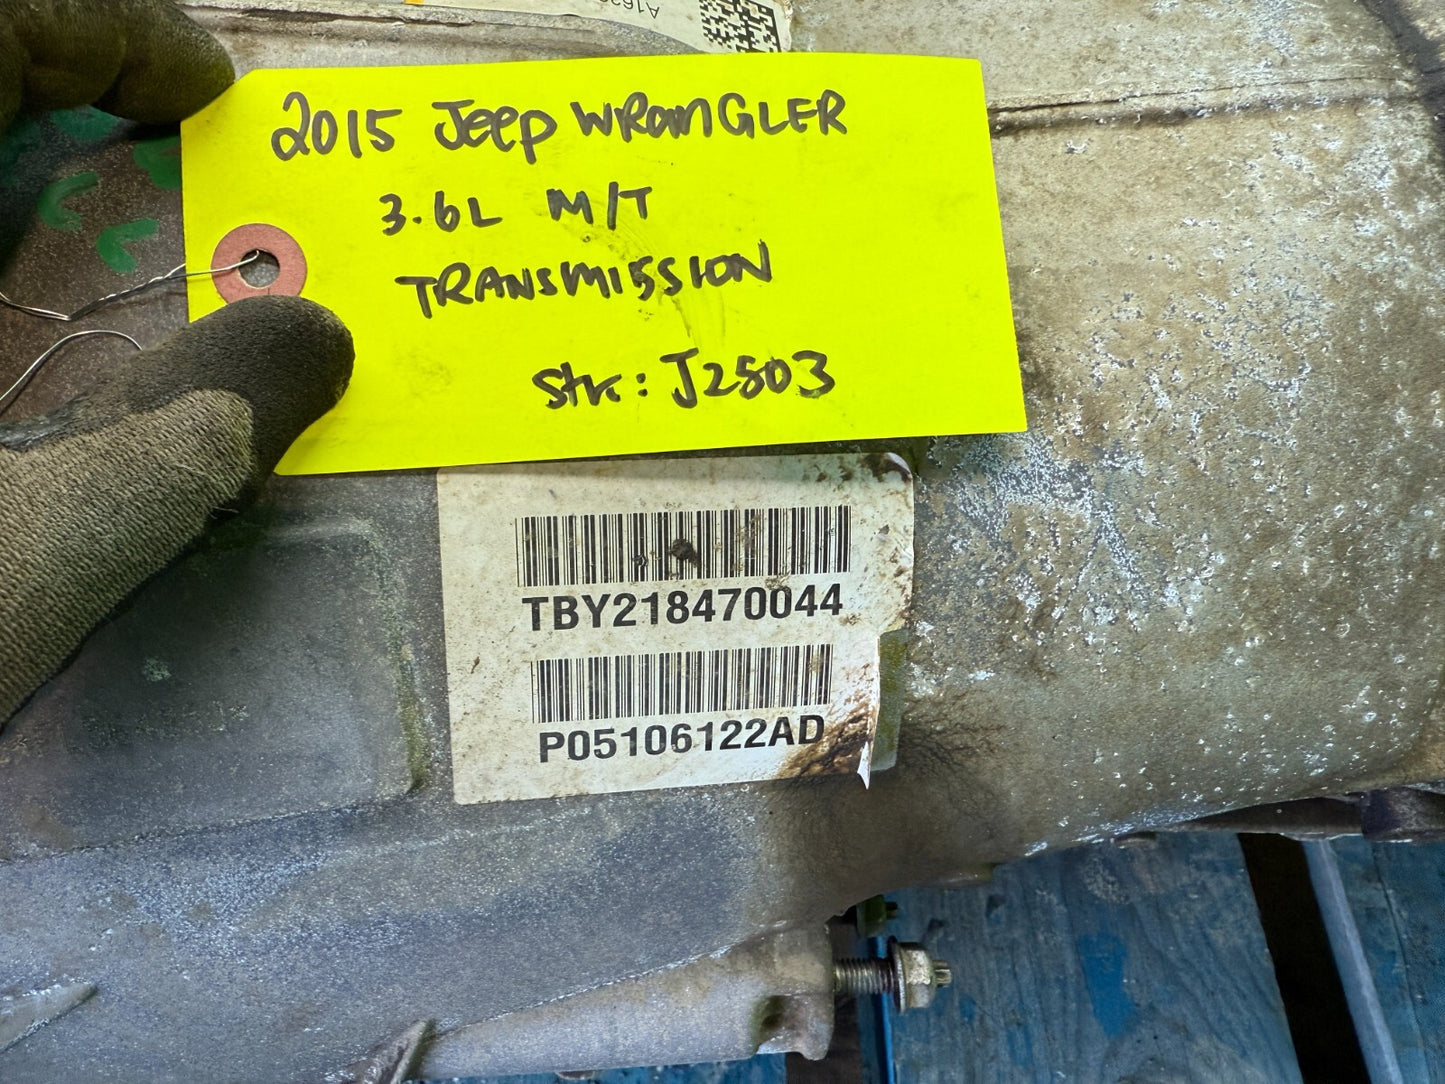 2015 Jeep WRANGLER
3.6L M/T
TRANSMISSION
Stk: J2503
TBY218470044
P05106122AD